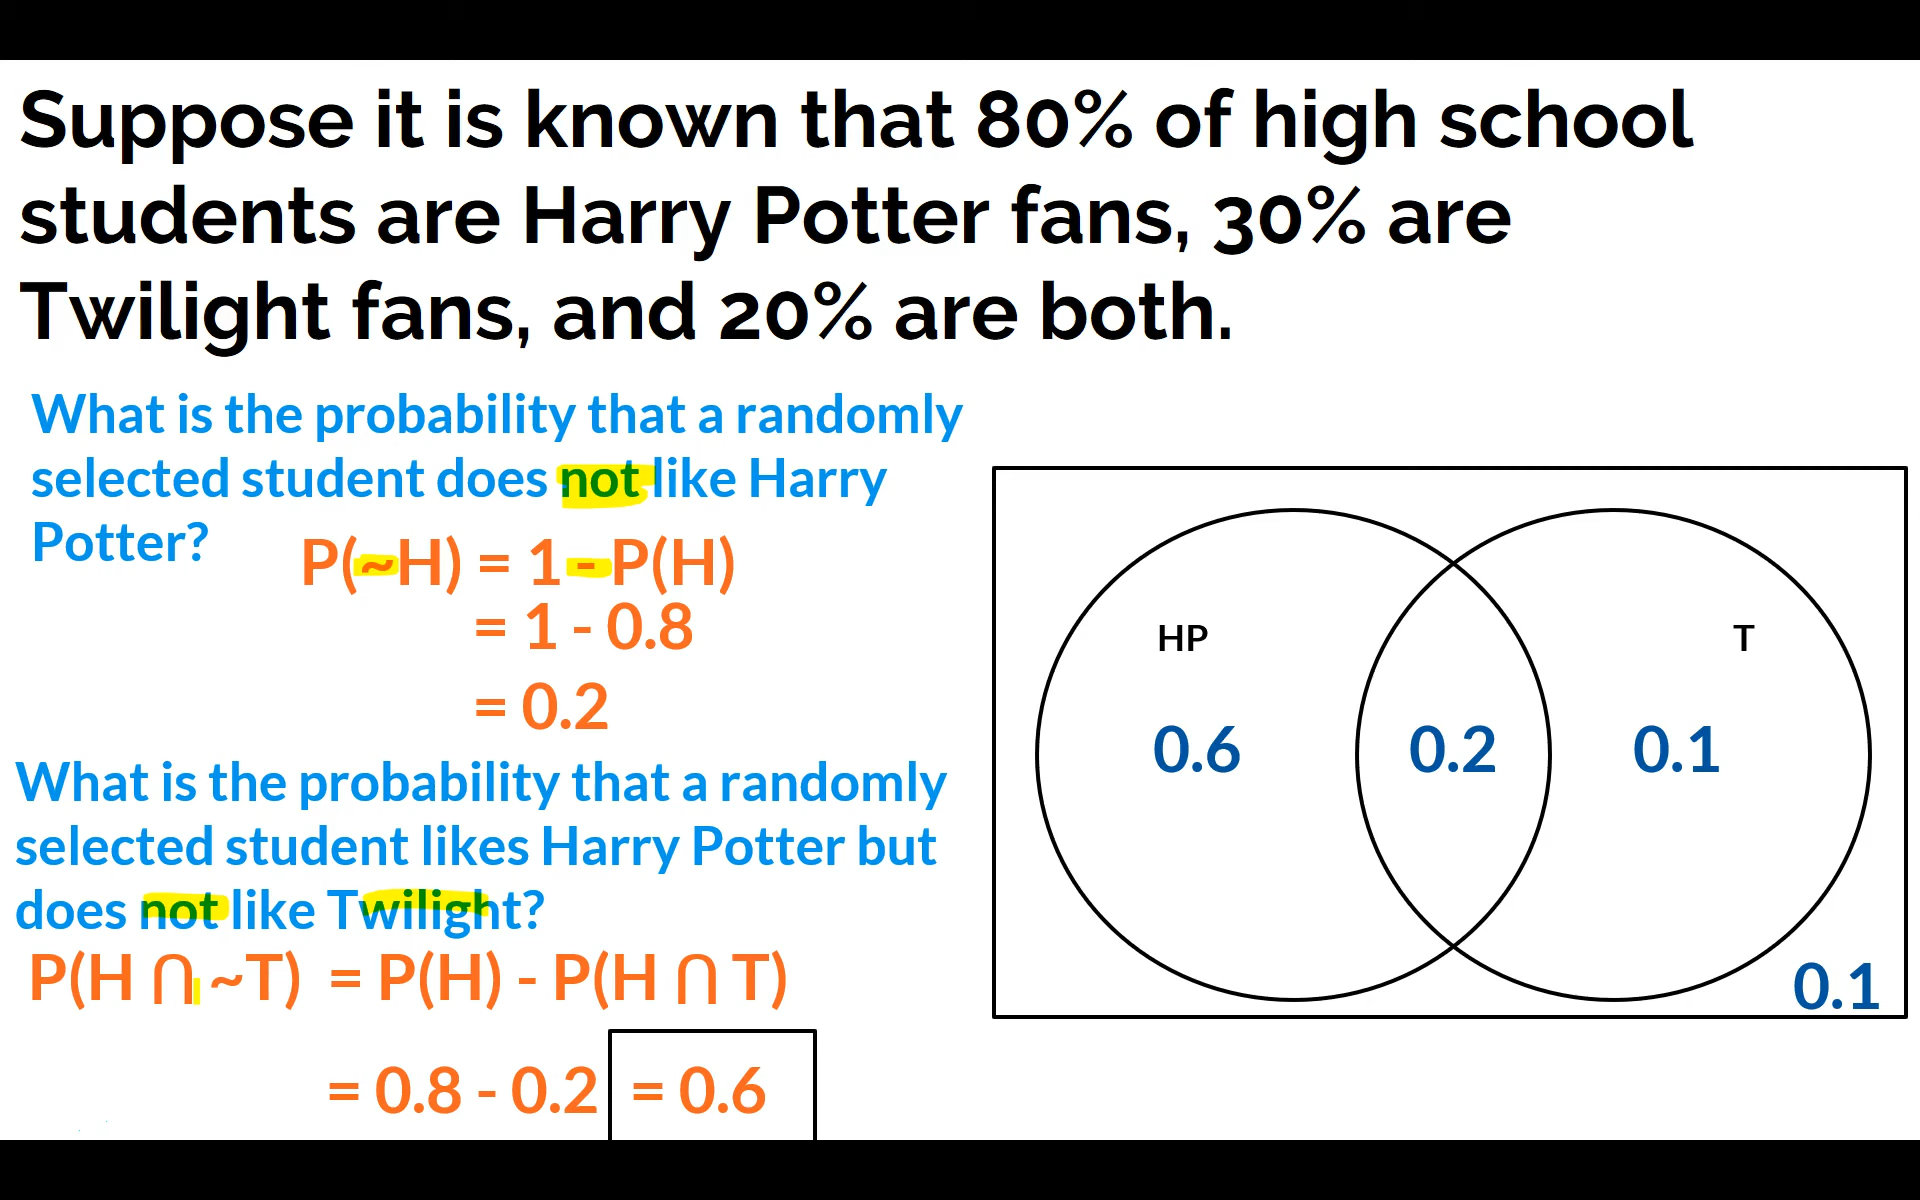 Suppose it is known that 80% of high school
students are Harry Potter fans, 30% are
Twilight fans, and 20% are both.
What is the probability that a randomly
selected student does not like Harry
Potter?
P(~H) = 1 - P(H)
= 1 - 0.8
= 0.2
What is the probability that a randomly
selected student likes Harry Potter but
does not like Twilight?
P(H ∩ ~T) = P(H) - P(H ∩ T)
= 0.8 - 0.2 = 0.6
HP
T
0.6
0.2
0.1
0.1